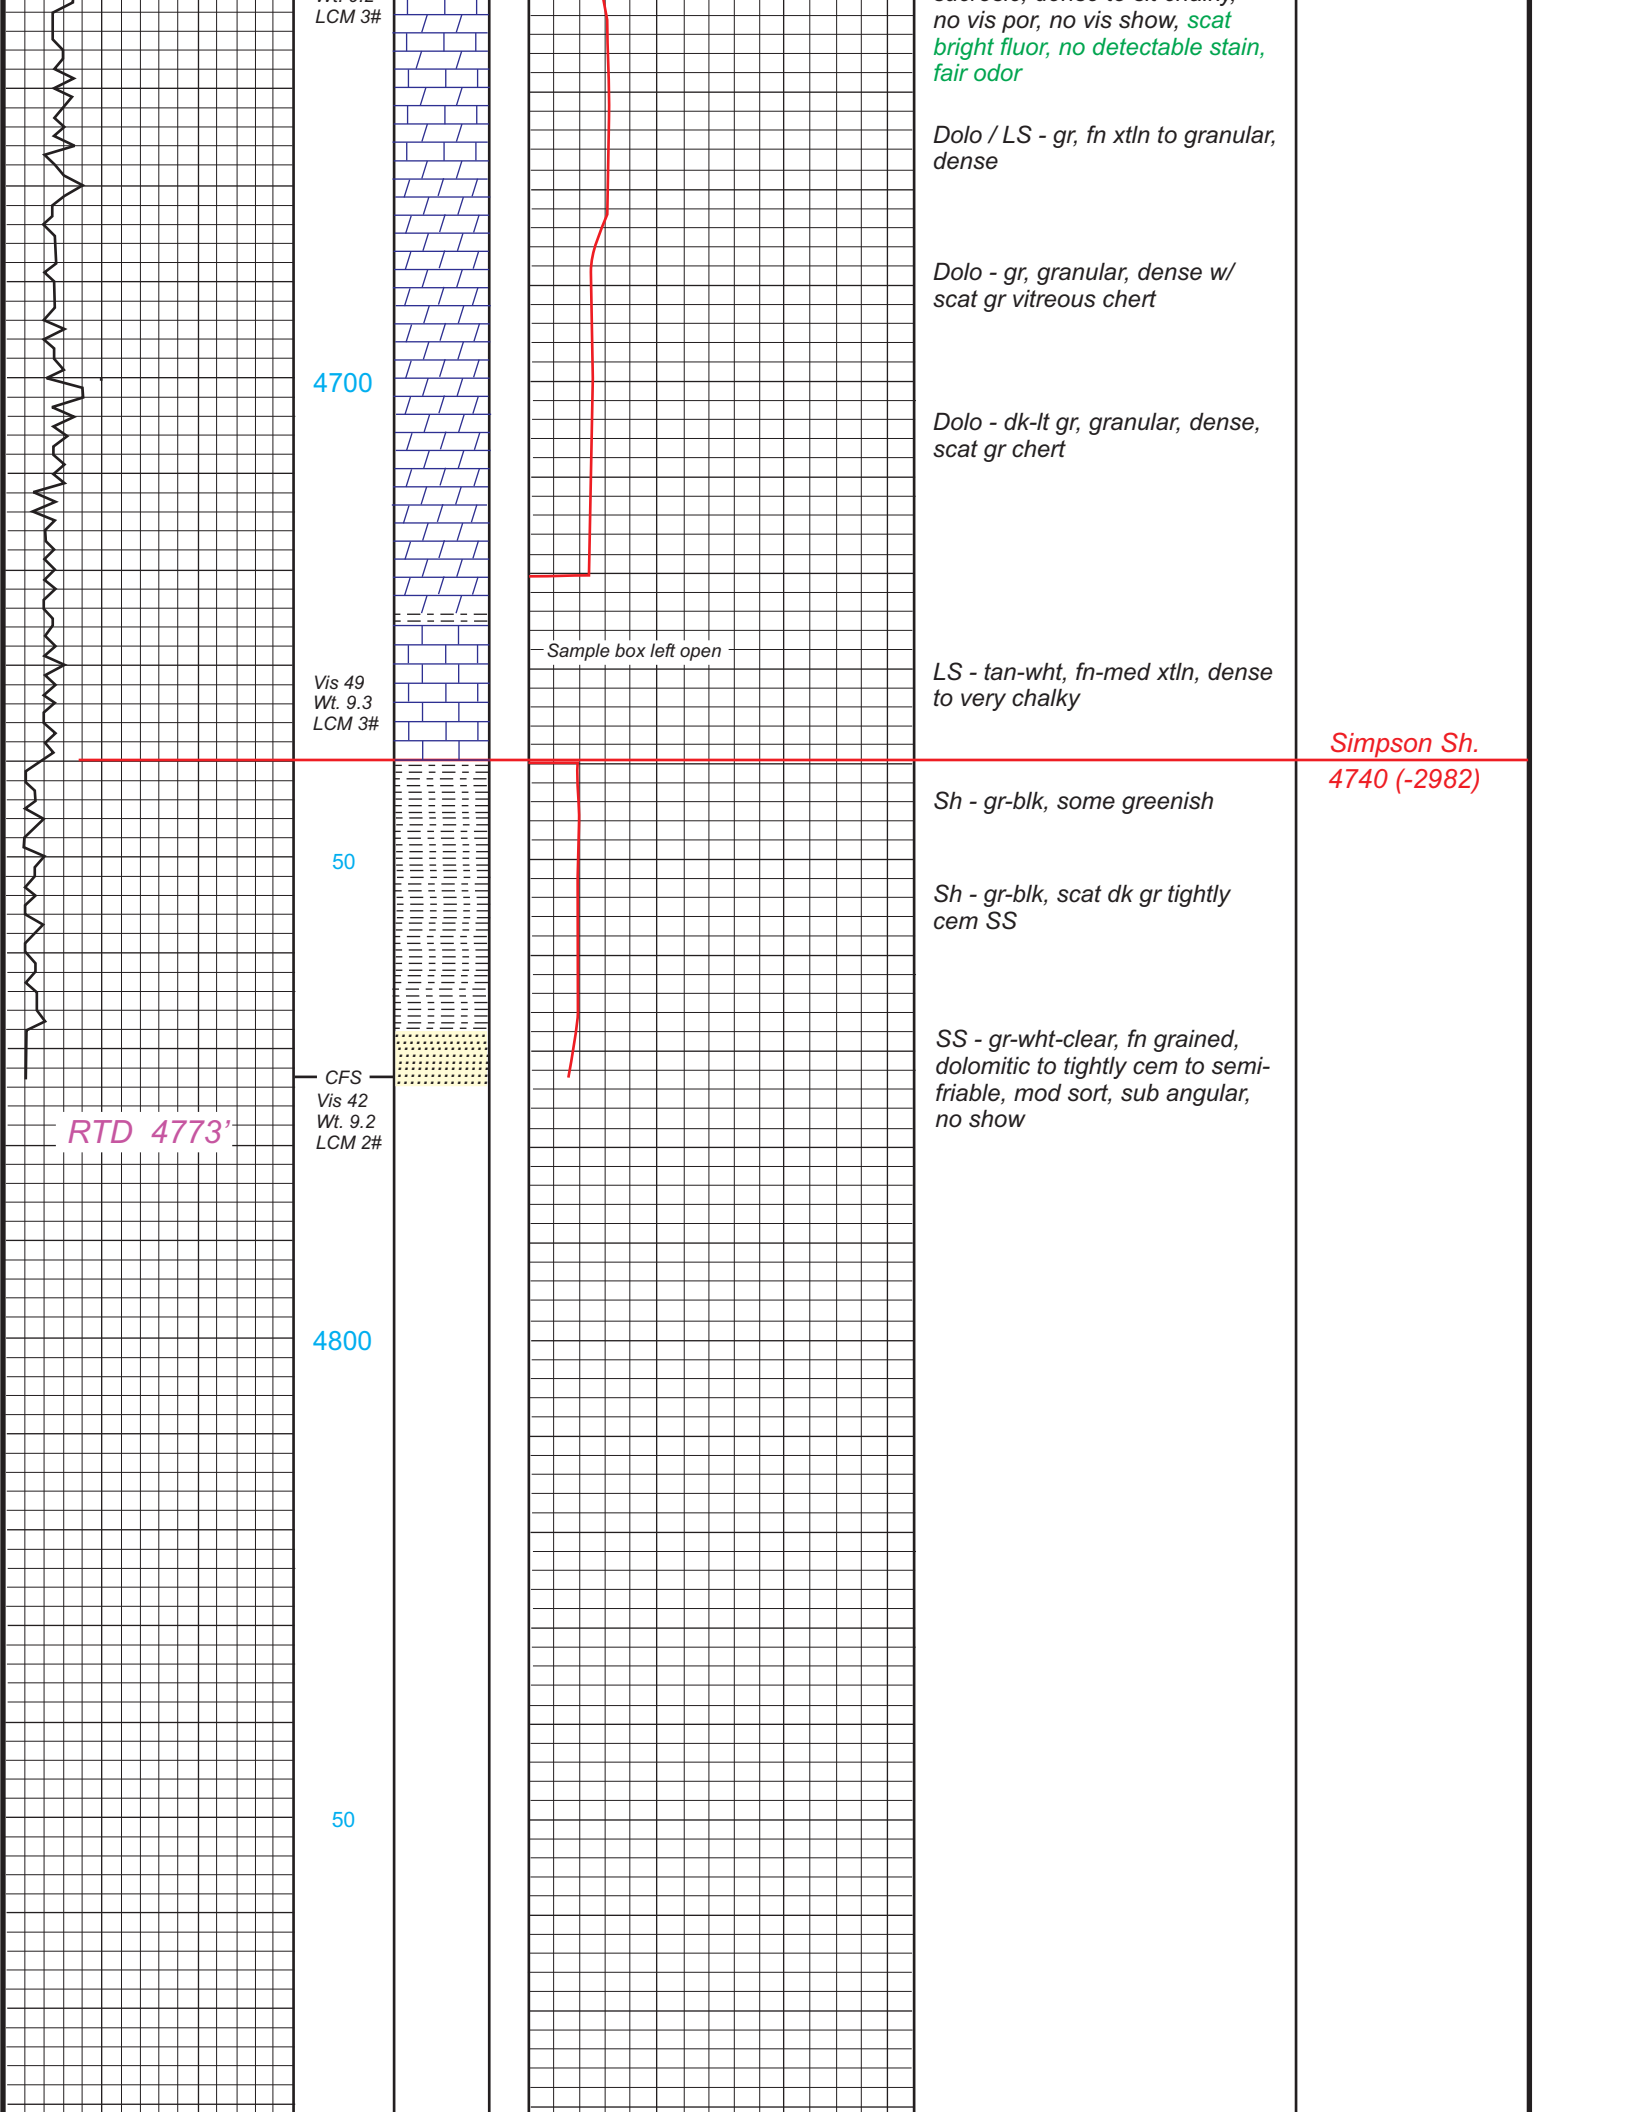 LCM 3#
no vis por, no vis show, scat
bright fluor, no detectable stain,
fair odor
Dolo / LS - gr, fn xtln to granular,
dense
Dolo - gr, granular, dense w/
scat gr vitreous chert
4700
Dolo - dk-lt gr, granular, dense,
scat gr chert
Sample box left open
LS - tan-wht, fn-med xtln, dense
to very chalky
Vis 49
Wt. 9.3
LCM 3#
Simpson Sh.
4740 (-2982)
Sh - gr-blk, some greenish
50
Sh - gr-blk, scat dk gr tightly
cem SS
SS - gr-wht-clear, fn grained,
dolomitic to tightly cem to semi-
friable, mod sort, sub angular,
no show
CFS
Vis 42
Wt. 9.2
LCM 2#
RTD 4773'
4800
50